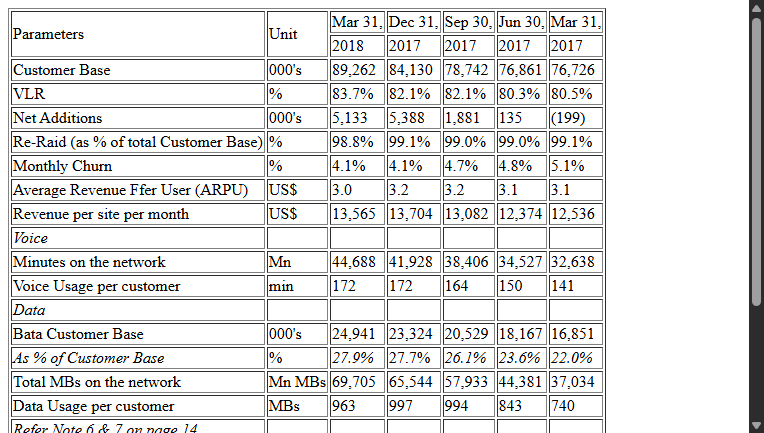 Parameters Unit Mar 31, Dec 31, Sep 30, Jun 30, Mar 31,
2018 2017 2017 2017 2017
Customer Base 000's 89,262 84,130 78,742 76,861 76,726
VLR % 83.7% 82.1% 82.1% 80.3% 80.5%
Net Additions 000's 5,133 5,388 1,881 135 (199)
Re-Raid (as % of total Customer Base) % 98.8% 99.1% 99.0% 99.0% 99.1%
Monthly Churn % 4.1% 4.1% 4.7% 4.8% 5.1%
Average Revenue Ffer User (ARPU) US$ 3.0 3.2 3.2 3.1 3.1
Revenue per site per month US$ 13,565 13,704 13,082 12,374 12,536
Voice
Minutes on the network Mn 44,688 41,928 38,406 34,527 32,638
Voice Usage per customer min 172 172 164 150 141
Data
Bata Customer Base 000's 24,941 23,324 20,529 18,167 16,851
As % of Customer Base % 27.9% 27.7% 26.1% 23.6% 22.0%
Total MBs on the network Mn MBs 69,705 65,544 57,933 44,381 37,034
Data Usage per customer MBs 963 997 994 843 740
Refer Note 6 & 7 on page 14